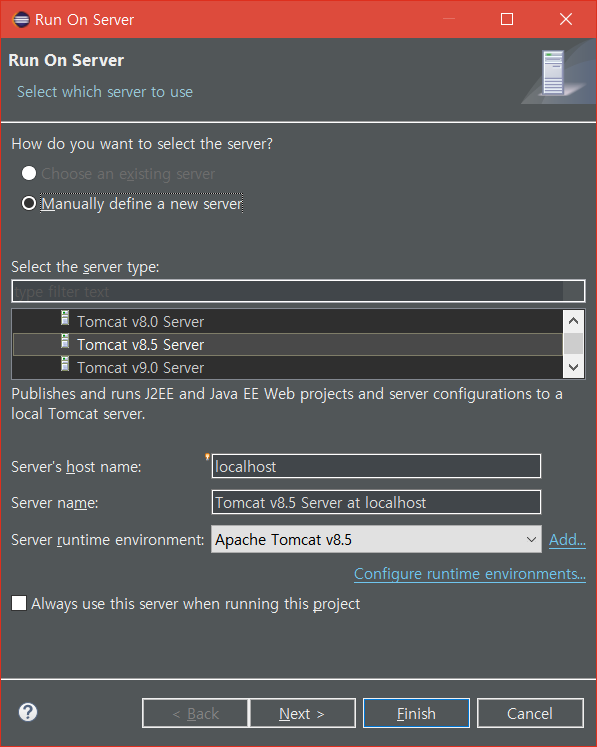 Run On Server
Run On Server
Select which server to use
How do you want to select the server?
Choose an existing server
Manually define a new server
Select the server type:
type filter text
Tomcat v8.0 Server
Tomcat v8.5 Server
Tomcat v9.0 Server
Publishes and runs J2EE and Java EE Web projects and server configurations to a
local Tomcat server.
Server's host name: localhost
Server name: Tomcat v8.5 Server at localhost
Server runtime environment: Apache Tomcat v8.5 Add...
Configure runtime environments...
Always use this server when running this project
? < Back Next > Finish Cancel